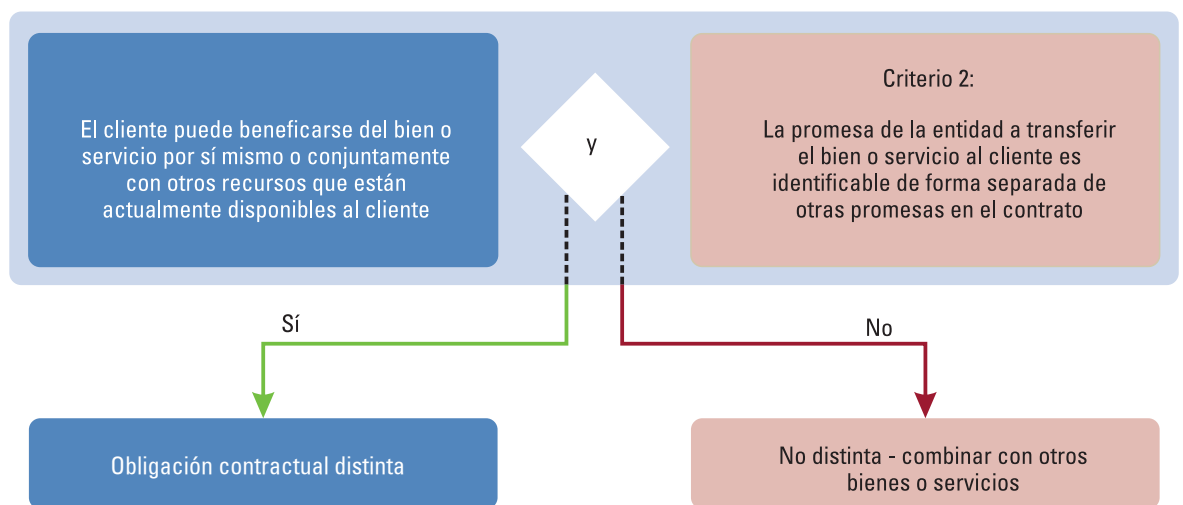 El cliente puede beneficarse del bien o
servicio por sí mismo o conjuntamente
con otros recursos que están
actualmente disponibles al cliente
y
Criterio 2:
La promesa de la entidad a transferir
el bien o servicio al cliente es
identificable de forma separada de
otras promesas en el contrato
Sí
No
Obligación contractual distinta
No distinta - combinar con otros
bienes o servicios